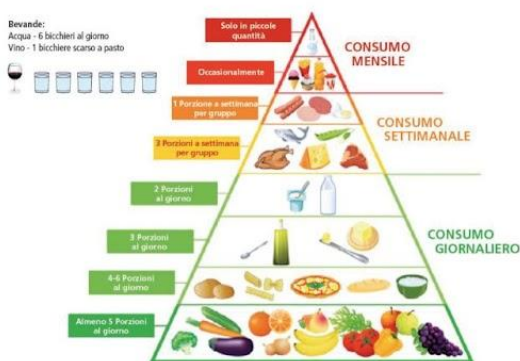 Bevande:
Acqua - 6 bicchieri al giorno
Vino - 1 bicchiere scarso a pasto
Solo in piccole
quantità
Occasionalmente
CONSUMO
MENSILE
1 Porzione a settimana
per gruppo
3 Porzioni a settimana
per gruppo
CONSUMO
SETTIMANALE
2 Porzioni
al giorno
3 Porzioni
al giorno
4-6 Porzioni
al giorno
Almeno 5 Porzioni
al giorno
CONSUMO
GIORNALIERO